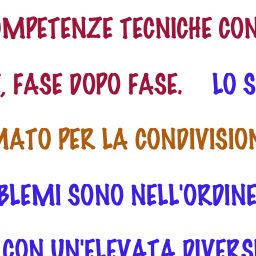 OMPETENZE TECNICHE CON
, FASE DOPO FASE. LO S
MATO PER LA CONDIVISION
BLEMI SONO NELL'ORDINE
CON UN'ELEVATA DIVERS